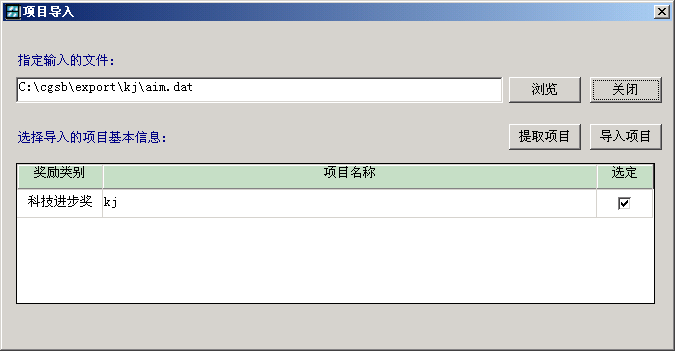 项目导入
指定输入的文件:
C:\cgsb\export\kj\aim.dat 浏览 关闭
选择导入的项目基本信息: 提取项目 导入项目
奖励类别 项目名称 选定
科技进步奖 kj